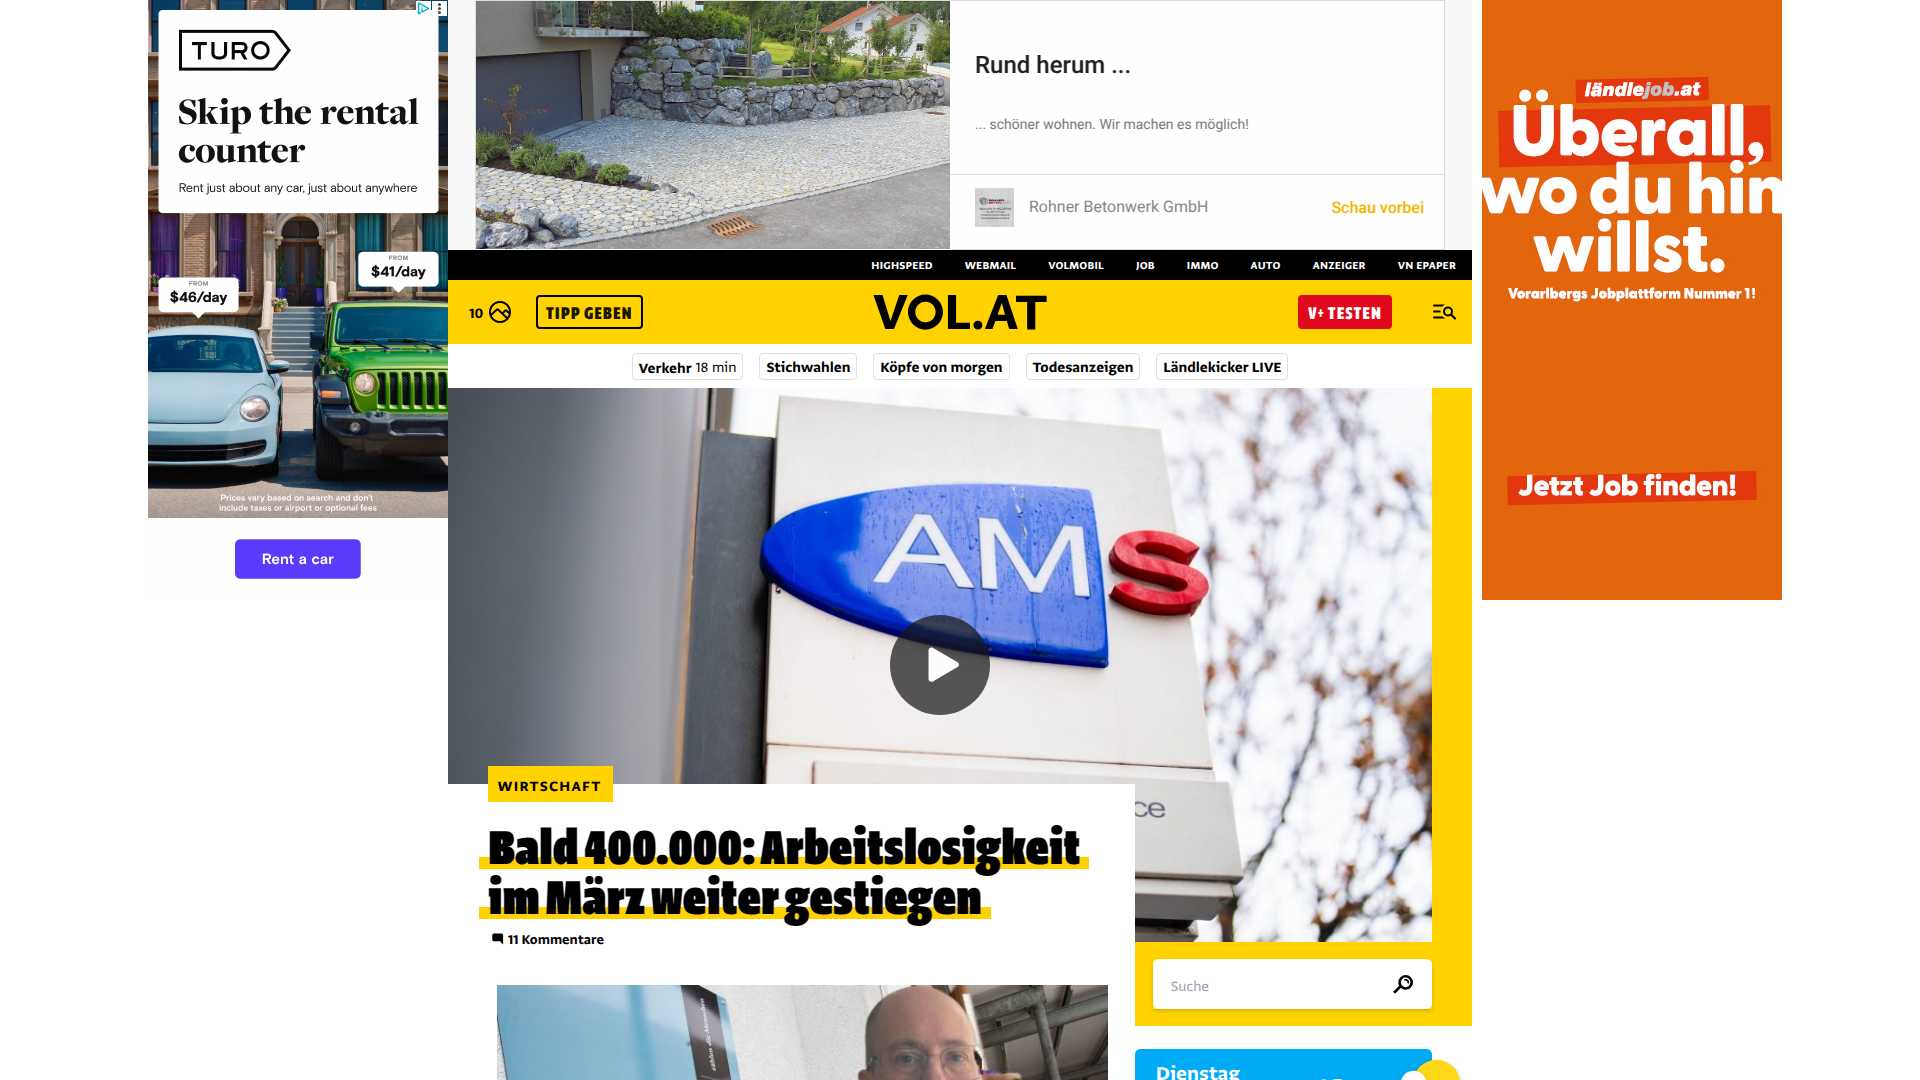 TURO
Skip the rental
counter
Rent just about any car, just about anywhere
FROM
$41/day
FROM
$46/day
Prices vary based on search and don't
include taxes or airport or optional fees
Rent a car
Rund herum ...
... schöner wohnen. Wir machen es möglich!
Rohner Betonwerk GmbH
Schau vorbei
ländlejob.at
Überall,
wo du hin
willst.
Vorarlbergs Jobplattform Nummer 1!
Jetzt Job finden!
HIGHSPEED WEBMAIL VOLMOBIL JOB IMMO AUTO ANZEIGER VN EPAPER
10
TIPP GEBEN
VOL.AT
V+ TESTEN
Verkehr 18 min
Stichwahlen
Köpfe von morgen
Todesanzeigen
Ländlekicker LIVE
AMS
ce
WIRTSCHAFT
Bald 400.000: Arbeitslosigkeit
im März weiter gestiegen
11 Kommentare
Suche
Dienstag